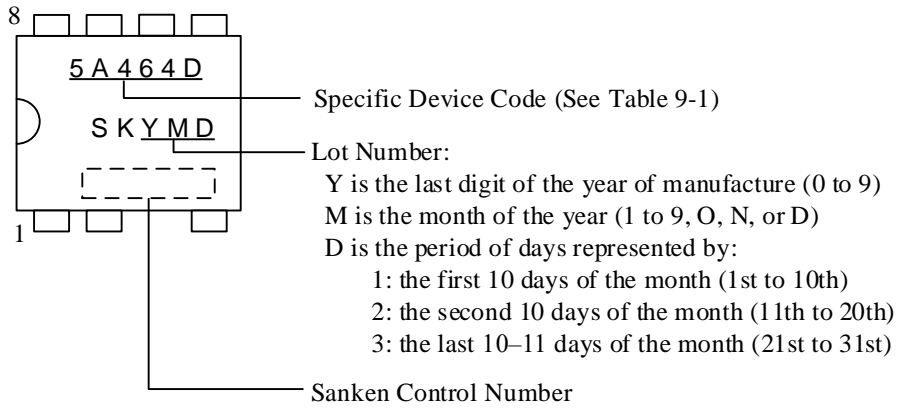 8
5A464D
Specific Device Code (See Table 9-1)
SKYMD
Lot Number:
Y is the last digit of the year of manufacture (0 to 9)
M is the month of the year (1 to 9, O, N, or D)
D is the period of days represented by:
1: the first 10 days of the month (1st to 10th)
2: the second 10 days of the month (11th to 20th)
3: the last 10–11 days of the month (21st to 31st)
1
Sanken Control Number